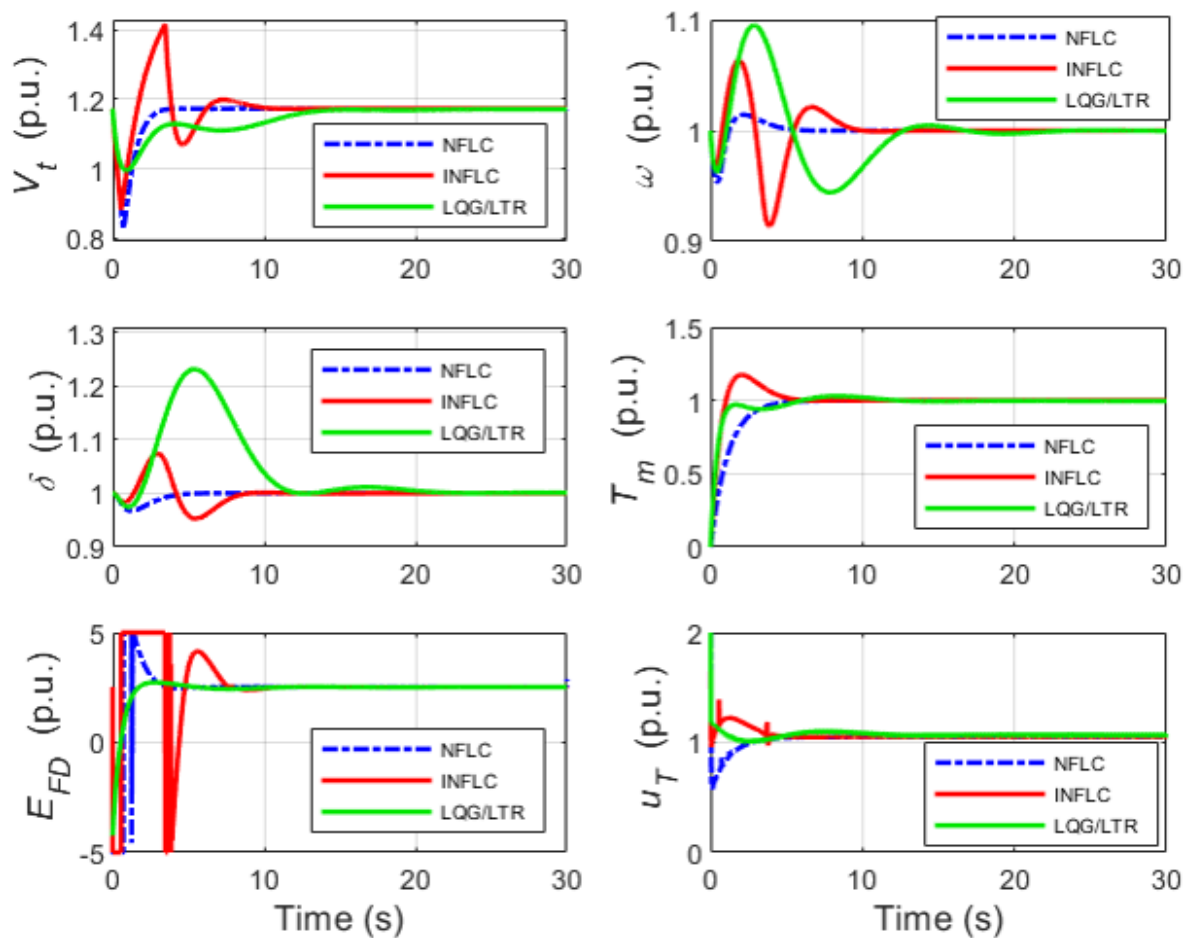 V_t (p.u.)
1.4
1.2
1
0.8
0
10
20
30
NFLC
INFLC
LQG/LTR
ω (p.u.)
1.1
1
0.9
0
10
20
30
NFLC
INFLC
LQG/LTR
δ (p.u.)
1.3
1.2
1.1
1
0.9
0
10
20
30
NFLC
INFLC
LQG/LTR
T_m (p.u.)
1.5
1
0.5
0
0
10
20
30
NFLC
INFLC
LQG/LTR
E_FD (p.u.)
5
0
-5
0
10
20
30
NFLC
INFLC
LQG/LTR
Time (s)
u_T (p.u.)
2
1
0
0
10
20
30
NFLC
INFLC
LQG/LTR
Time (s)